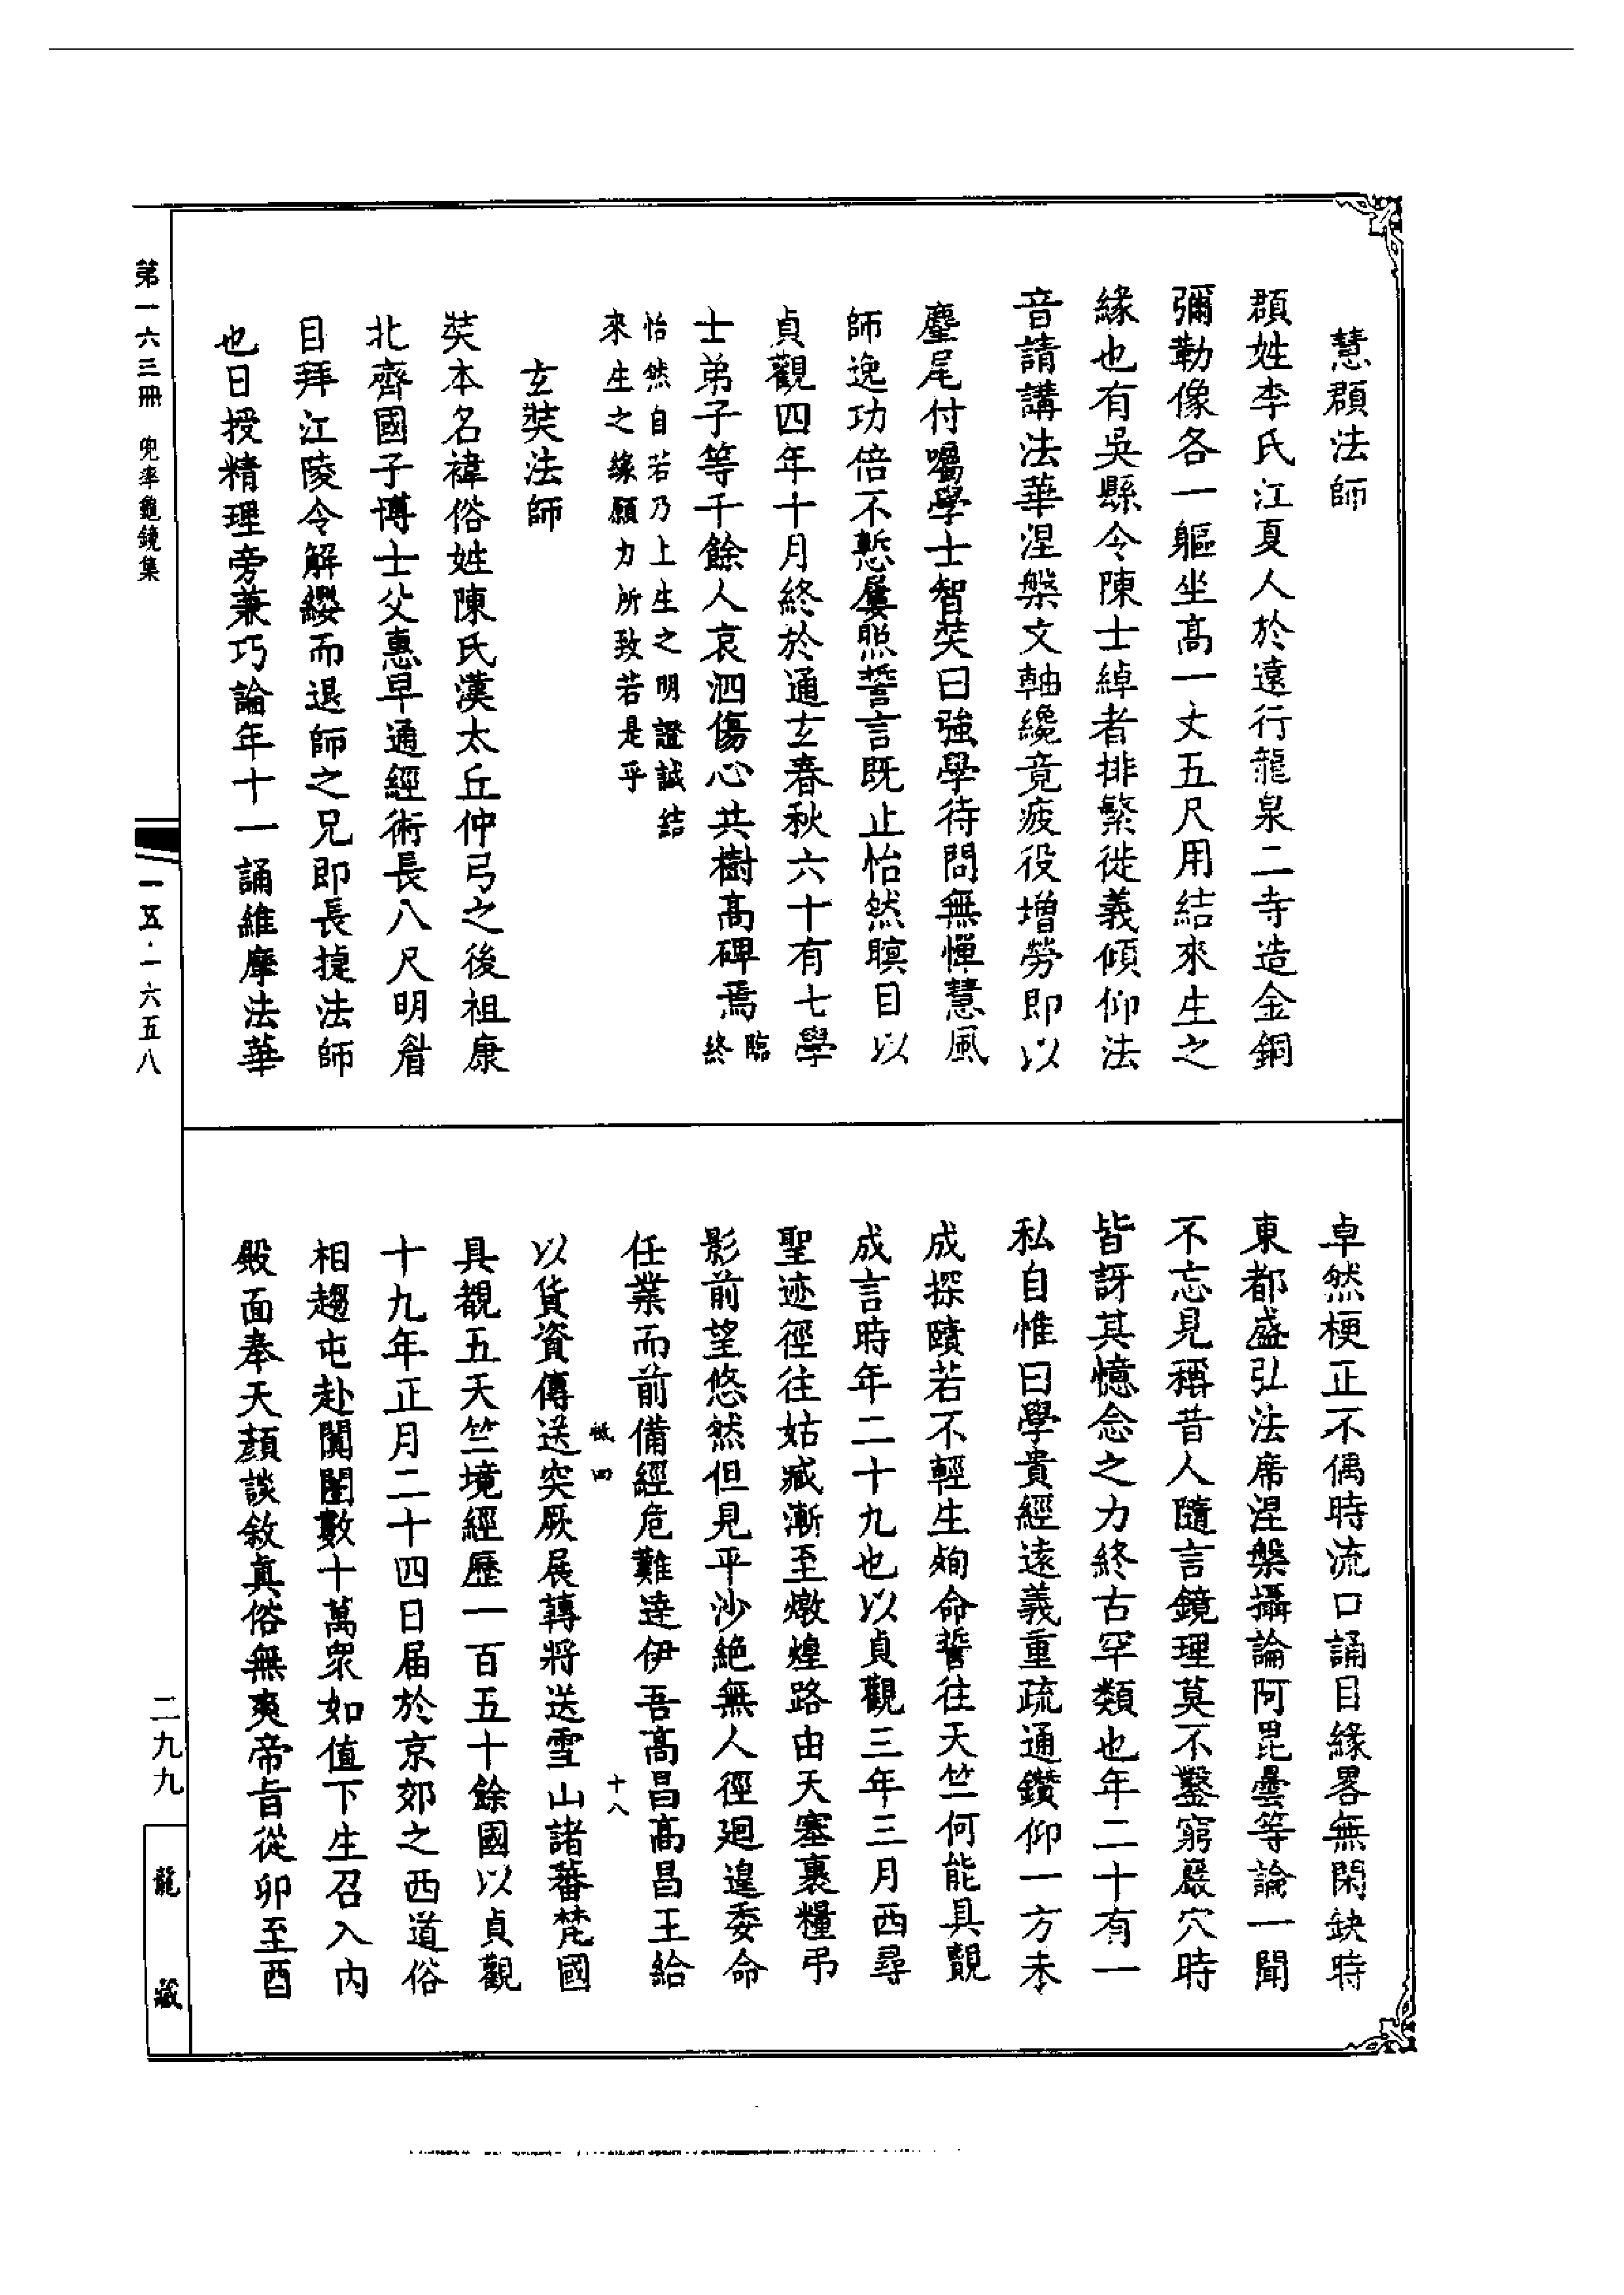 慧頵法師
頵姓李氏江夏人於遠行龍泉二寺造金銅
彌勒像各一軀坐高一丈五尺用結來生之
緣也有吳縣令陳士綽者排繁徙義傾仰法
音請講法華涅槃文軸纔竟疲役增勞即以
麈尾付囑學士智奘曰強學待問無憚慧風
師逸功倍不慙屢照誓言既止怡然瞑目以
貞觀四年十月終於通玄春秋六十有七學
士弟子等千餘人哀泗傷心共樹高碑焉臨終
怡然自若乃上生之明證誠結
來生之緣願力所致若是乎
玄奘法師
奘本名褘俗姓陳氏漢太丘仲弓之後祖康
北齊國子博士父惠早通經術長八尺明眉
目拜江陵令解纓而退師之兄即長捷法師
也日授精理旁兼巧論年十一誦維摩法華
卓然梗正不偶時流口誦目緣畧無閑缺時
東都盛弘法席涅槃攝論阿毘曇等論一聞
不忘見稱昔人隨言鏡理莫不鑿窮巖穴時
皆訝其憶念之力終古罕類也年二十有一
私自惟曰學貴經遠義重疏通鑽仰一方未
成探賾若不輕生殉命誓往天竺何能具覿
成言時年二十九也以貞觀三年三月西尋
聖迹徑往姑臧漸至燉煌路由天塞裹糧弔
影前望悠然但見平沙絶無人徑迴遑委命
任業而前備經危難達伊吾高昌高昌王給
以貨資傳送突厥展轉將送雪山諸蕃梵國
具覩五天竺境經歷一百五十餘國以貞觀
十九年正月二十四日届於京郊之西道俗
相趨屯赴闐闉數十萬衆如值下生召入內
殿面奉天顏談敘眞俗無爽帝旨從卯至酉
十八
第一六三冊 兜率龜鏡集
一五·一六五八
二九九
龍藏